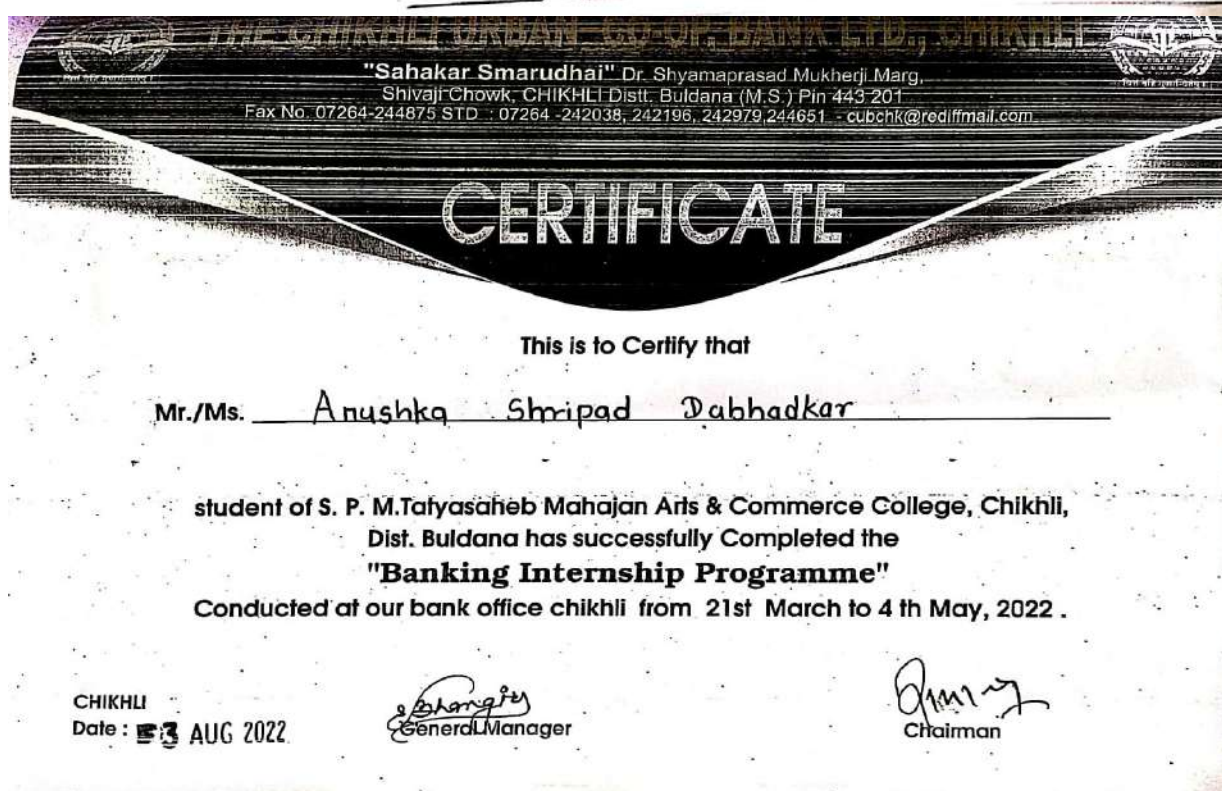 THE CHIKHLI URBAN CO-OP. BANK LTD., CHIKHLI
"Sahakar Smarudhai" Dr. Shyamaprasad Mukherji Marg,
Shivaji Chowk, CHIKHLI Distt. Buldana (M.S.) Pin 443 201
Fax No. 07264-244875 STD : 07264 -242038, 242196, 242979,244651 - cubchk@rediffmail.com
CERTIFICATE
This is to Certify that
Mr./Ms. Anushka Shripad Dabhadkar
student of S. P. M.Tatyasaheb Mahajan Arts & Commerce College, Chikhli,
Dist. Buldana has successfully Completed the
"Banking Internship Programme"
Conducted at our bank office chikhli from 21st March to 4 th May, 2022 .
CHIKHLI
Date : 3 AUG 2022
General Manager
Chairman